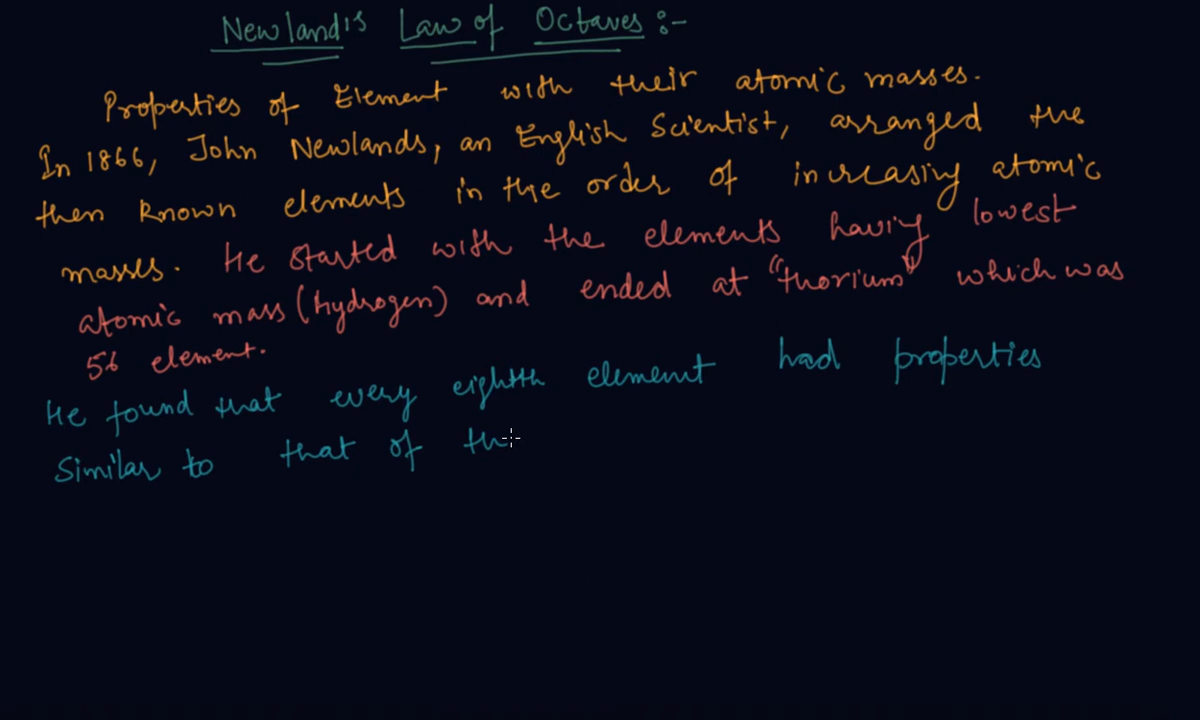 Newland's Law of Octaves :-
Properties of Element with their atomic masses.
In 1866, John Newlands, an English Scientist, arranged the
then known elements in the order of increasing atomic
masses. He started with the elements having lowest
atomic mass (hydrogen) and ended at "thorium" which was
56 element.
He found that every eighth element had properties
Similar to that of th